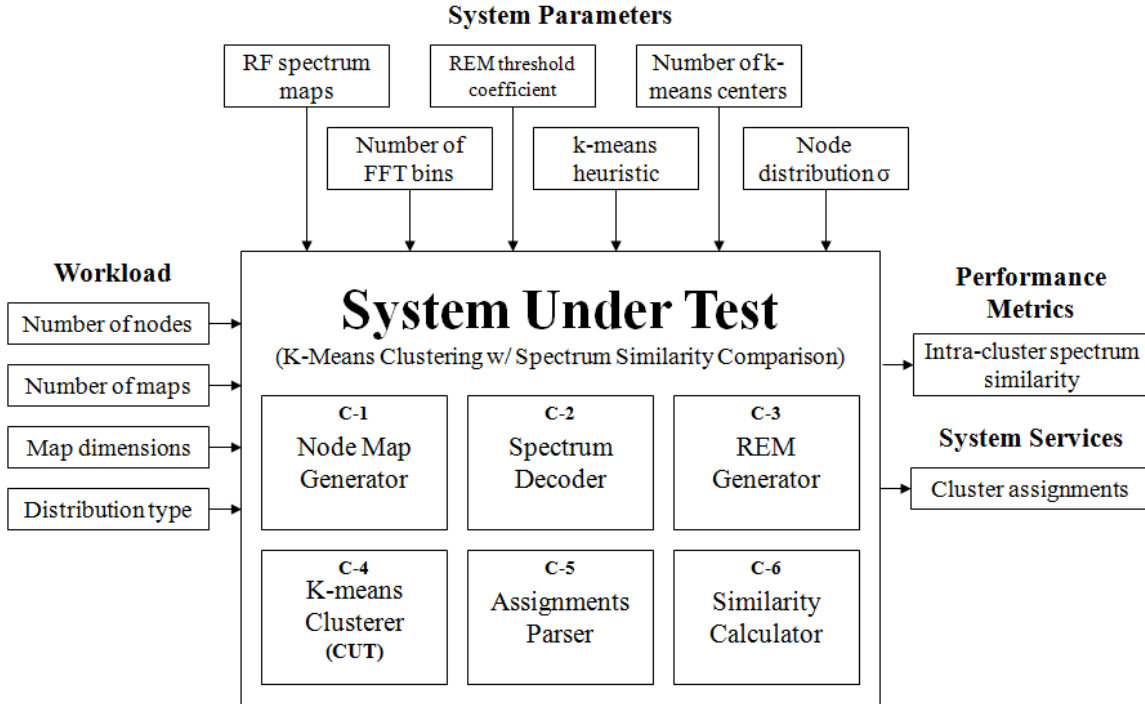 System Parameters
RF spectrum
maps
REM threshold
coefficient
Number of k-
means centers
Number of
FFT bins
k-means
heuristic
Node
distribution σ
Workload
Number of nodes
Number of maps
Map dimensions
Distribution type
System Under Test
(K-Means Clustering w/ Spectrum Similarity Comparison)
C-1
Node Map
Generator
C-2
Spectrum
Decoder
C-3
REM
Generator
C-4
K-means
Clusterer
(CUT)
C-5
Assignments
Parser
C-6
Similarity
Calculator
Performance
Metrics
Intra-cluster spectrum
similarity
System Services
Cluster assignments